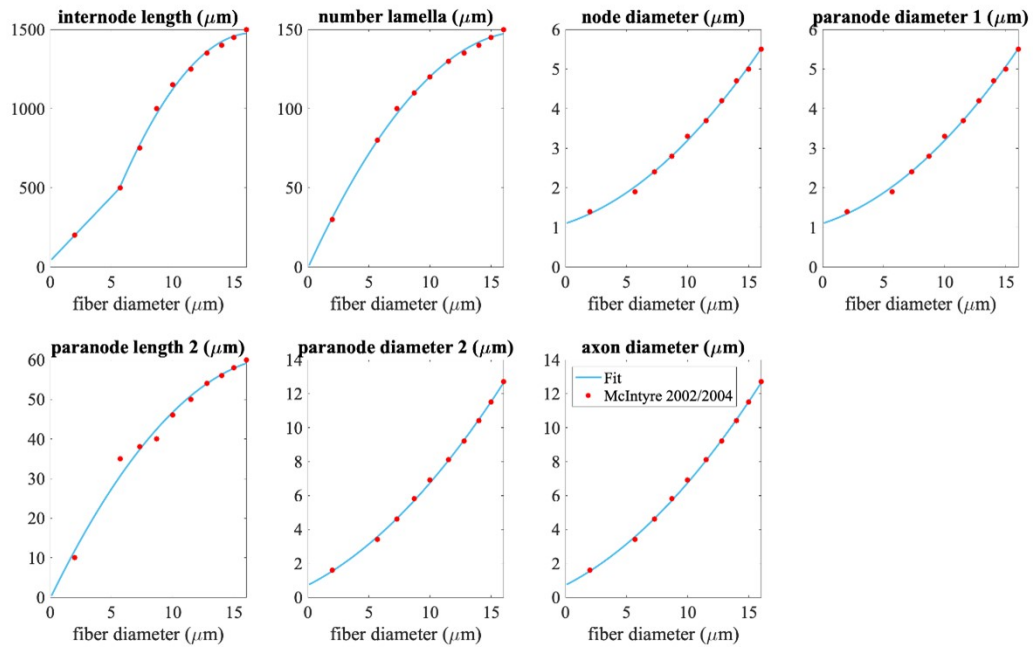 internode length (μm)
1500
1000
500
0
0 5 10 15
fiber diameter (μm)
number lamella
150
100
50
0
0 5 10 15
fiber diameter (μm)
node diameter (μm)
6
5
4
3
2
1
0
0 5 10 15
fiber diameter (μm)
paranode diameter 1 (μm)
6
5
4
3
2
1
0
0 5 10 15
fiber diameter (μm)
paranode length 2 (μm)
60
50
40
30
20
10
0
0 5 10 15
fiber diameter (μm)
paranode diameter 2 (μm)
14
12
10
8
6
4
2
0
0 5 10 15
fiber diameter (μm)
axon diameter (μm)
14
12
10
8
6
4
2
0
Fit
McIntyre 2002/2004
0 5 10 15
fiber diameter (μm)